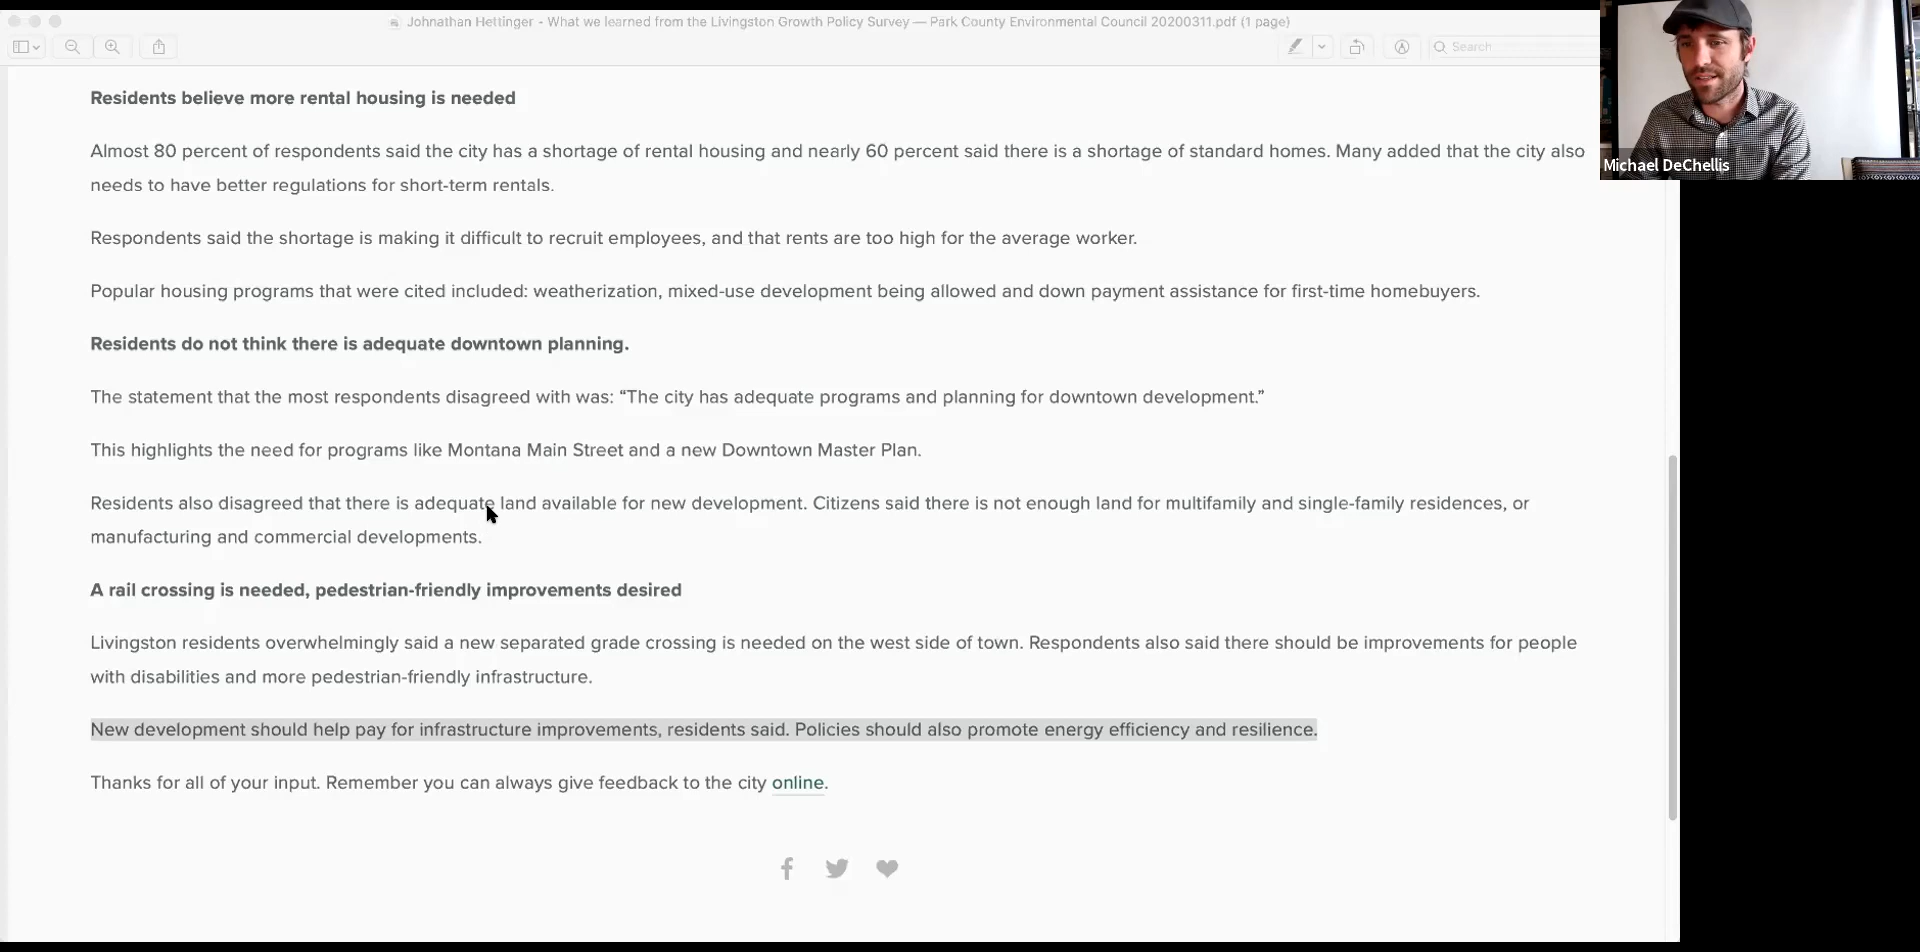 Johnathan Hettinger - What we learned from the Livingston Growth Policy Survey — Park County Environmental Council 20200311.pdf (1 page)
Search
Michael DeChellis
Residents believe more rental housing is needed
Almost 80 percent of respondents said the city has a shortage of rental housing and nearly 60 percent said there is a shortage of standard homes. Many added that the city also
needs to have better regulations for short-term rentals.
Respondents said the shortage is making it difficult to recruit employees, and that rents are too high for the average worker.
Popular housing programs that were cited included: weatherization, mixed-use development being allowed and down payment assistance for first-time homebuyers.
Residents do not think there is adequate downtown planning.
The statement that the most respondents disagreed with was: “The city has adequate programs and planning for downtown development.”
This highlights the need for programs like Montana Main Street and a new Downtown Master Plan.
Residents also disagreed that there is adequate land available for new development. Citizens said there is not enough land for multifamily and single-family residences, or
manufacturing and commercial developments.
A rail crossing is needed, pedestrian-friendly improvements desired
Livingston residents overwhelmingly said a new separated grade crossing is needed on the west side of town. Respondents also said there should be improvements for people
with disabilities and more pedestrian-friendly infrastructure.
New development should help pay for infrastructure improvements, residents said. Policies should also promote energy efficiency and resilience.
Thanks for all of your input. Remember you can always give feedback to the city online.